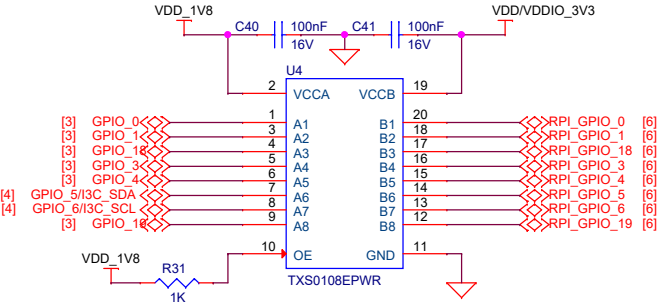 VDD_1V8 C40 100nF C41 100nF VDD/VDDIO_3V3
16V 16V
U4
2 VCCA VCCB 19
[3] GPIO_0 1 A1 B1 20 RPI_GPIO_0 [6]
[3] GPIO_1 3 A2 B2 18 RPI_GPIO_1 [6]
[3] GPIO_18 4 A3 B3 17 RPI_GPIO_18 [6]
[3] GPIO_3 5 A4 B4 16 RPI_GPIO_3 [6]
[3] GPIO_4 6 A5 B5 15 RPI_GPIO_4 [6]
[4] GPIO_5/I3C_SDA 7 A6 B6 14 RPI_GPIO_5 [6]
[4] GPIO_6/I3C_SCL 8 A7 B7 13 RPI_GPIO_6 [6]
[3] GPIO_19 9 A8 B8 12 RPI_GPIO_19 [6]
10 OE GND 11
VDD_1V8
R31
TXS0108EPWR
1K